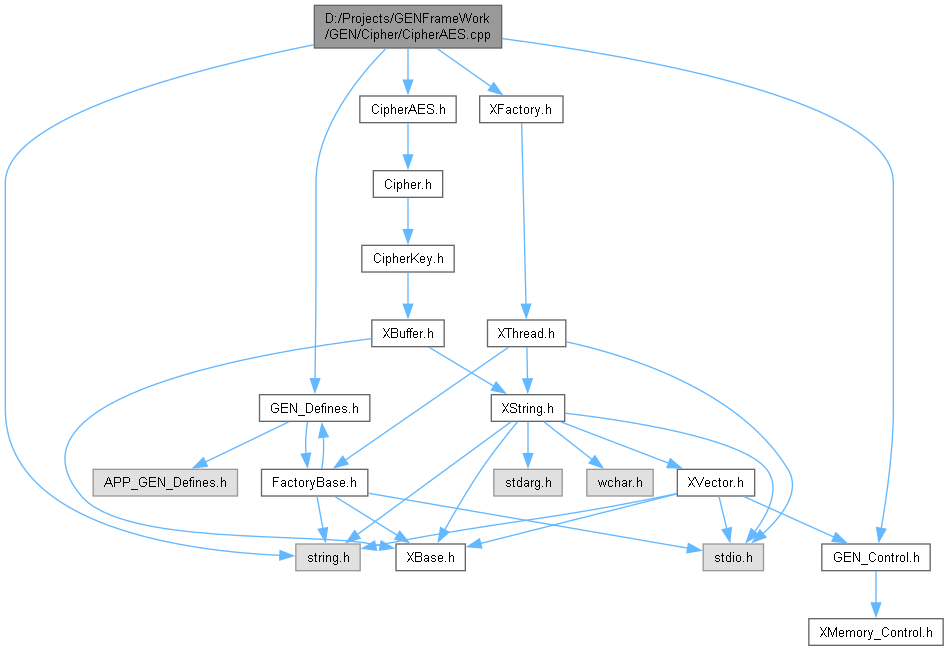 D:/Projects/GENFrameWork
/GEN/Cipher/CipherAES.cpp
CipherAES.h
XFactory.h
Cipher.h
CipherKey.h
XBuffer.h
XThread.h
GEN_Defines.h
XString.h
APP_GEN_Defines.h
FactoryBase.h
stdarg.h
wchar.h
XVector.h
string.h
XBase.h
stdio.h
GEN_Control.h
XMemory_Control.h